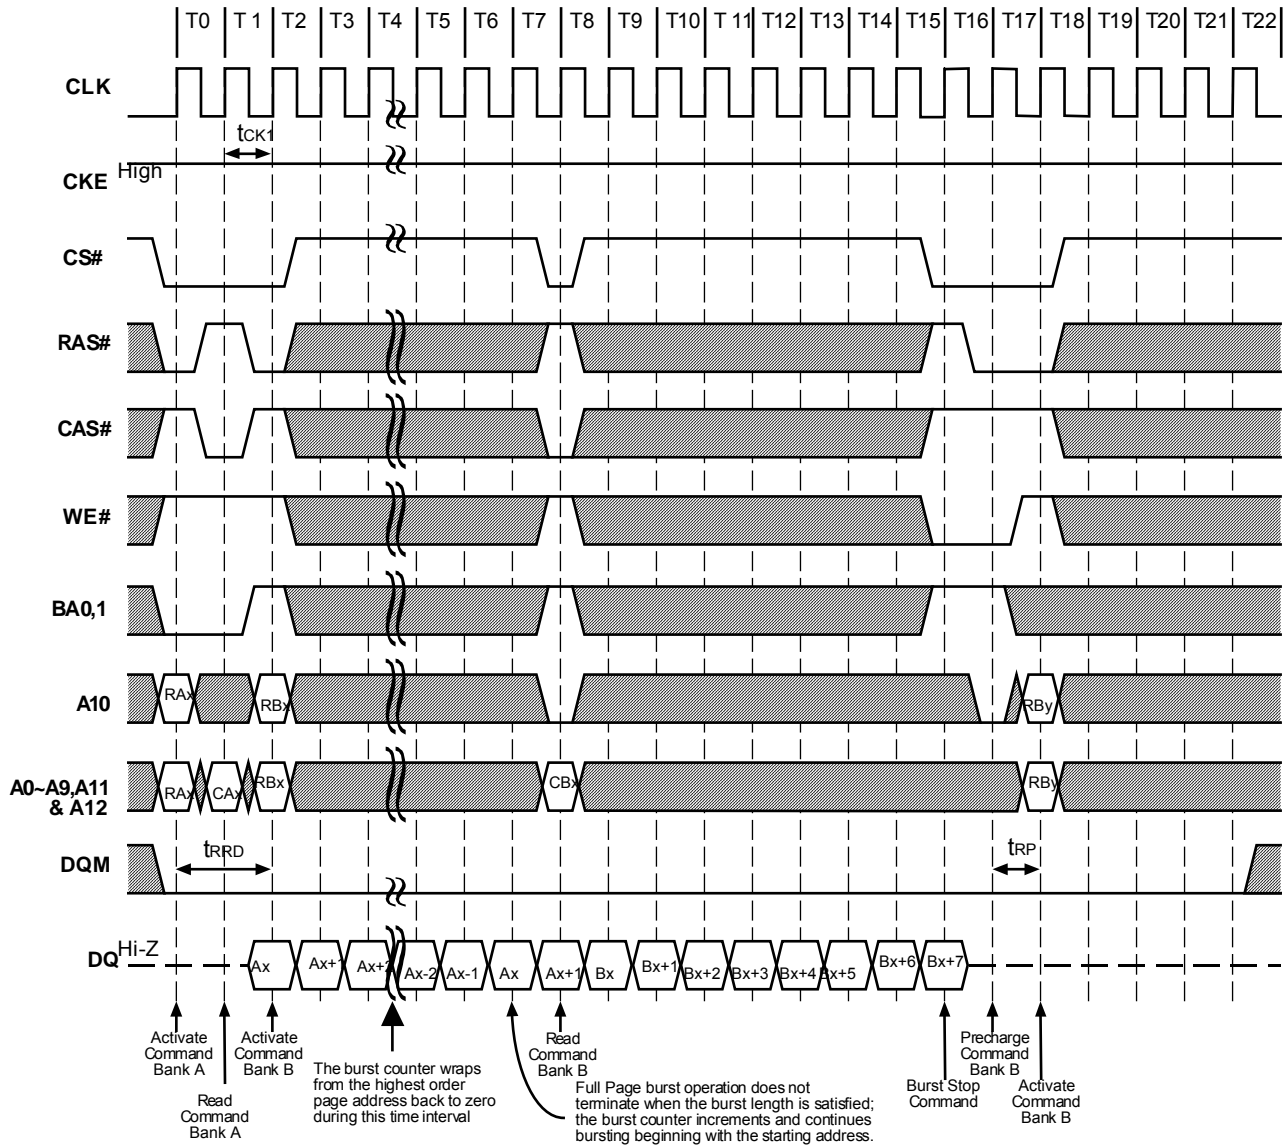 T0 T 1 T2 T3 T4 T5 T6 T7 T8 T9 T10 T 11 T12 T13 T14 T15 T16 T17 T18 T19 T20 T21 T22
CLK
tCK1
High
CKE
CS#
RAS#
CAS#
WE#
BA0,1
A10
RAx RBx RBy
A0~A9,A11
& A12
RAx CAx RBx CBx RBy
tRRD tRP
DQM
Hi-Z
DQ
Ax Ax+1 Ax+2 Ax-2 Ax-1 Ax Ax+1 Bx Bx+1 Bx+2 Bx+3 Bx+4 Bx+5 Bx+6 Bx+7
Activate
Command
Bank A
Read
Command
Bank A
Activate
Command
Bank B
The burst counter wraps
from the highest order
page address back to zero
during this time interval
Full Page burst operation does not
terminate when the burst length is satisfied;
the burst counter increments and continues
bursting beginning with the starting address.
Read
Command
Bank B
Burst Stop
Command
Precharge
Command
Bank B
Activate
Command
Bank B